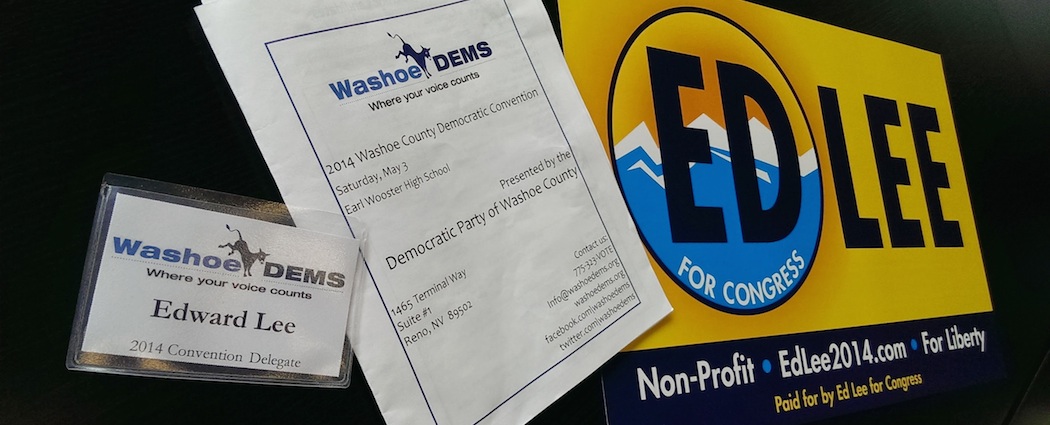 Washoe DEMS
Where your voice counts
Edward Lee
2014 Convention Delegate
Washoe DEMS
Where your voice counts
2014 Washoe County Democratic Convention
Saturday, May 3
Earl Wooster High School
Presented by the
Democratic Party of Washoe County
1465 Terminal Way
Suite #1
Reno, NV 89502
Contact us:
775-323-VOTE
Info@washoedems.org
washoedems.org
facebook.com/washoedems
twitter.com/washoedems
ED LEE
FOR CONGRESS
Non-Profit • EdLee2014.com • For Liberty
Paid for by Ed Lee for Congress